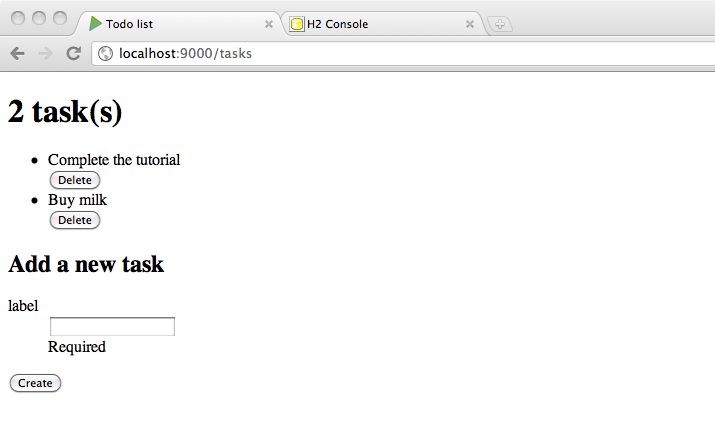 Todo list
H2 Console
localhost:9000/tasks
2 task(s)
Complete the tutorial
Delete
Buy milk
Delete
Add a new task
label
Required
Create